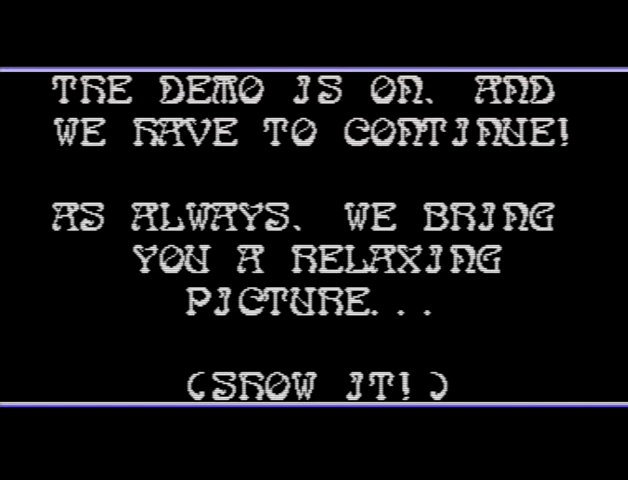 THE DEMO IS ON, AND
WE HAVE TO CONTINUE!
AS ALWAYS, WE BRING
YOU A RELAXING
PICTURE...
(SHOW IT!)